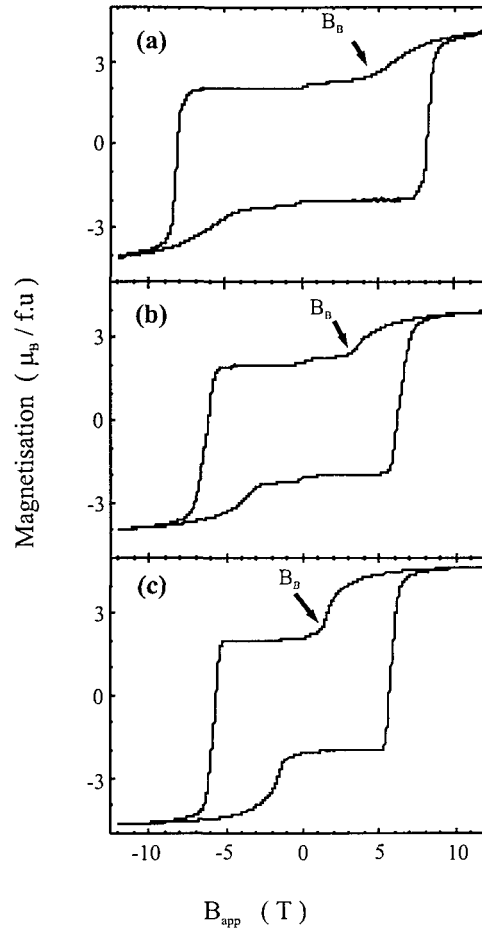 (a)
B_B
3
0
-3
(b)
B_B
3
0
-3
(c)
B_B
3
0
-3
-10 -5 0 5 10
Magnetisation ( μ_B / f.u )
B_app ( T )